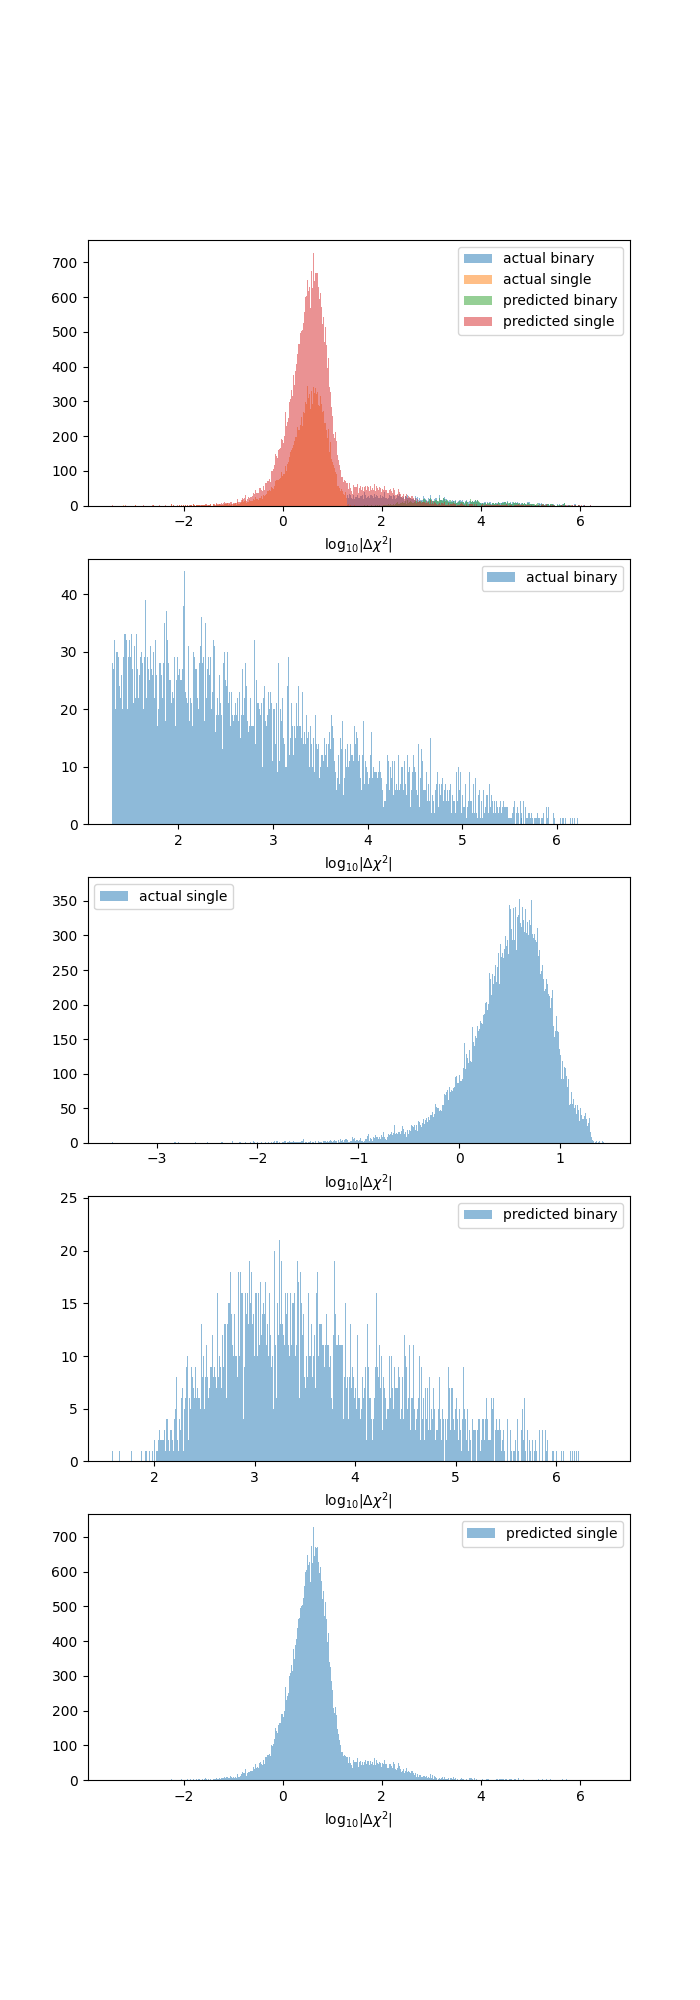 700
600
500
400
300
200
100
0
actual binary
actual single
predicted binary
predicted single
−2 0 2 4 6
log₁₀|Δχ²|
40
30
20
10
0
actual binary
2 3 4 5 6
log₁₀|Δχ²|
350
300
250
200
150
100
50
0
actual single
−3 −2 −1 0 1
log₁₀|Δχ²|
25
20
15
10
5
0
predicted binary
2 3 4 5 6
log₁₀|Δχ²|
700
600
500
400
300
200
100
0
predicted single
−2 0 2 4 6
log₁₀|Δχ²|